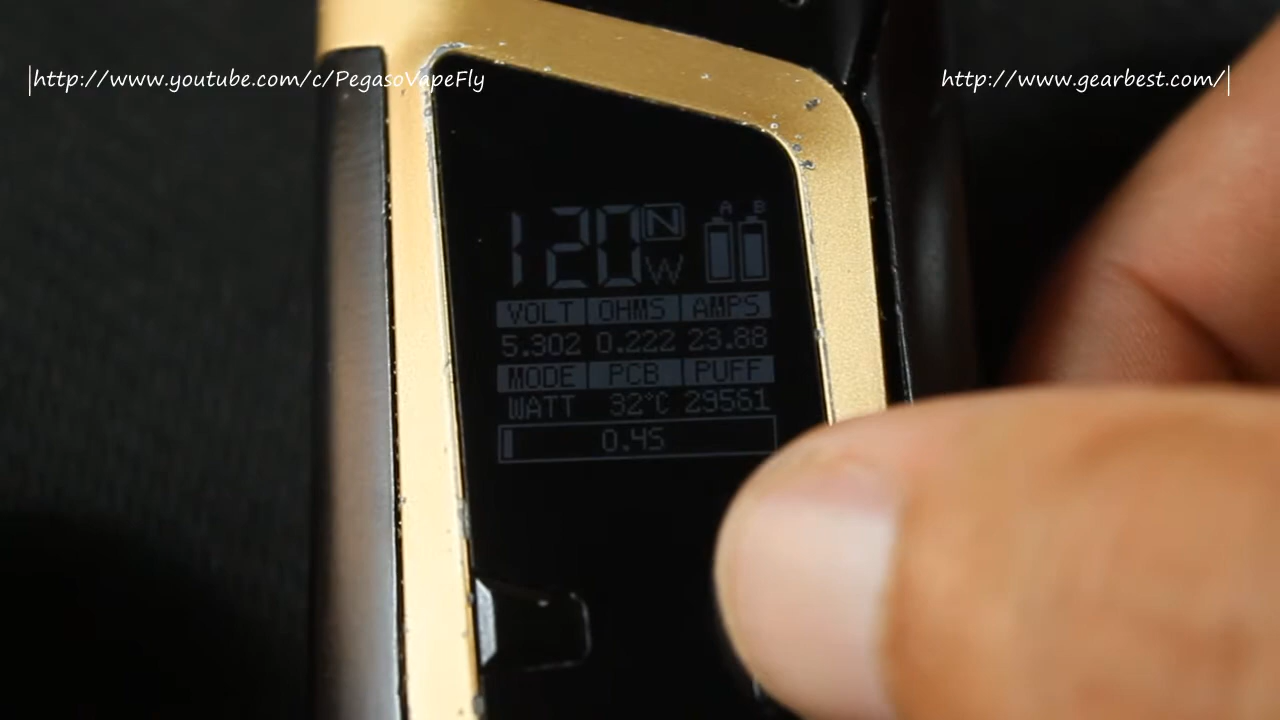 |http://www.youtube.com/c/PegasoVapeFly
http://www.gearbest.com/|
120 N W A B
VOLT OHMS AMPS
5.302 0.222 23.88
MODE PCB PUFF
WATT 32°C 29561
0.4S